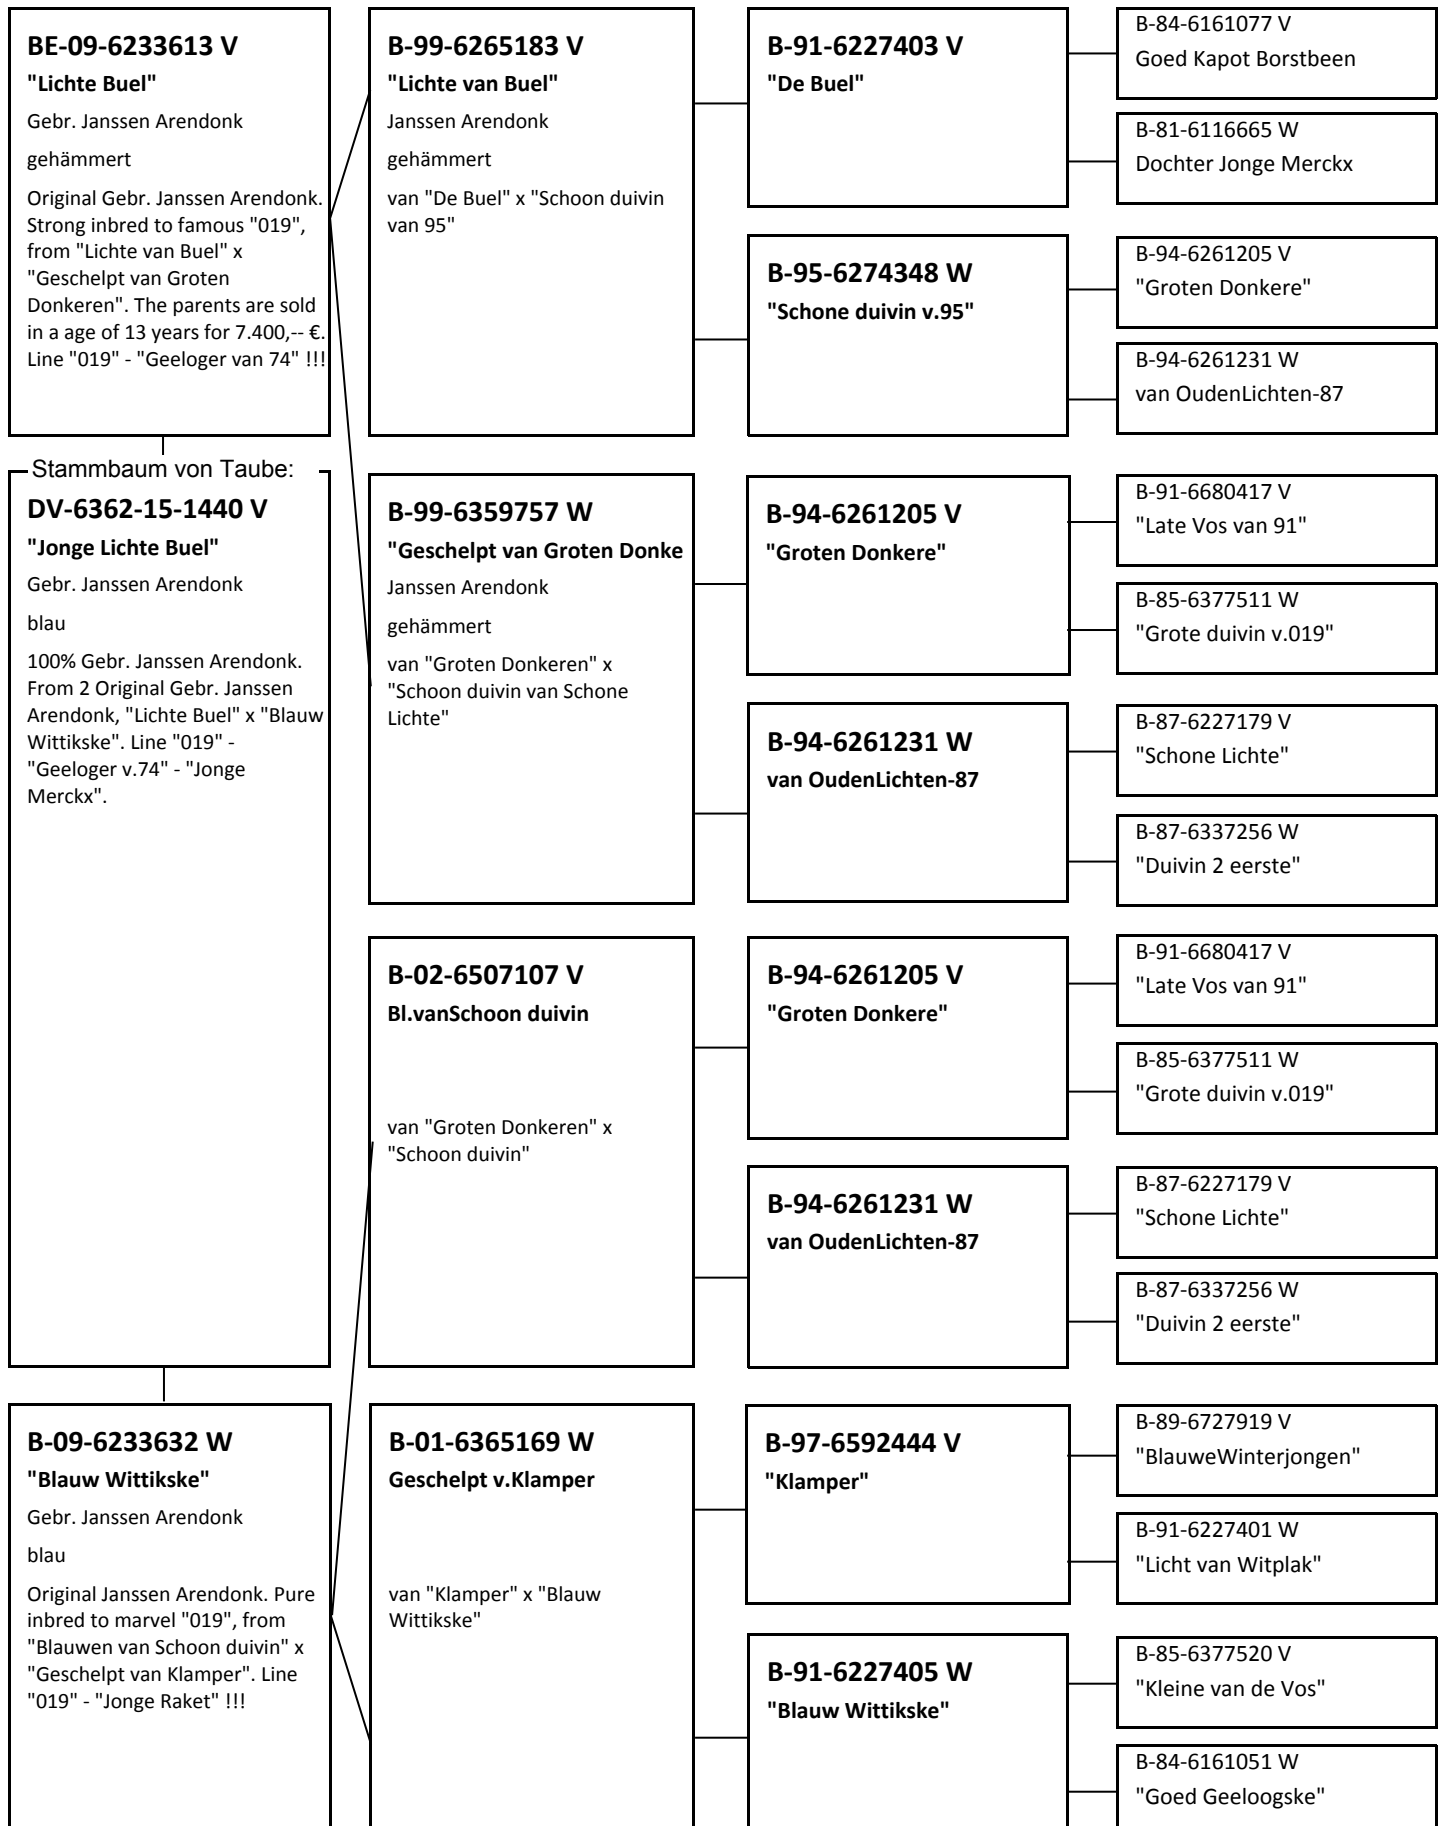 BE-09-6233613 V
"Lichte Buel"
Gebr. Janssen Arendonk
gehämmert
Original Gebr. Janssen Arendonk.
Strong inbred to famous "019",
from "Lichte van Buel" x
"Geschelpt van Groten
Donkeren". The parents are sold
in a age of 13 years for 7.400,-- €.
Line "019" - "Geeloger van 74" !!!
Stammbaum von Taube:
DV-6362-15-1440 V
"Jonge Lichte Buel"
Gebr. Janssen Arendonk
blau
100% Gebr. Janssen Arendonk.
From 2 Original Gebr. Janssen
Arendonk, "Lichte Buel" x "Blauw
Wittikske". Line "019" -
"Geeloger v.74" - "Jonge
Merckx".
B-09-6233632 W
"Blauw Wittikske"
Gebr. Janssen Arendonk
blau
Original Janssen Arendonk. Pure
inbred to marvel "019", from
"Blauwen van Schoon duivin" x
"Geschelpt van Klamper". Line
"019" - "Jonge Raket" !!!
B-99-6265183 V
"Lichte van Buel"
Janssen Arendonk
gehämmert
van "De Buel" x "Schoon duivin
van 95"
B-99-6359757 W
"Geschelpt van Groten Donke
Janssen Arendonk
gehämmert
van "Groten Donkeren" x
"Schoon duivin van Schone
Lichte"
B-02-6507107 V
Bl.vanSchoon duivin
van "Groten Donkeren" x
"Schoon duivin"
B-01-6365169 W
Geschelpt v.Klamper
van "Klamper" x "Blauw
Wittikske"
B-91-6227403 V
"De Buel"
B-95-6274348 W
"Schone duivin v.95"
B-94-6261205 V
"Groten Donkere"
B-94-6261231 W
van OudenLichten-87
B-94-6261205 V
"Groten Donkere"
B-94-6261231 W
van OudenLichten-87
B-97-6592444 V
"Klamper"
B-91-6227405 W
"Blauw Wittikske"
B-84-6161077 V
Goed Kapot Borstbeen
B-81-6116665 W
Dochter Jonge Merckx
B-94-6261205 V
"Groten Donkere"
B-94-6261231 W
van OudenLichten-87
B-91-6680417 V
"Late Vos van 91"
B-85-6377511 W
"Grote duivin v.019"
B-87-6227179 V
"Schone Lichte"
B-87-6337256 W
"Duivin 2 eerste"
B-91-6680417 V
"Late Vos van 91"
B-85-6377511 W
"Grote duivin v.019"
B-87-6227179 V
"Schone Lichte"
B-87-6337256 W
"Duivin 2 eerste"
B-89-6727919 V
"BlauweWinterjongen"
B-91-6227401 W
"Licht van Witplak"
B-85-6377520 V
"Kleine van de Vos"
B-84-6161051 W
"Goed Geeloogske"